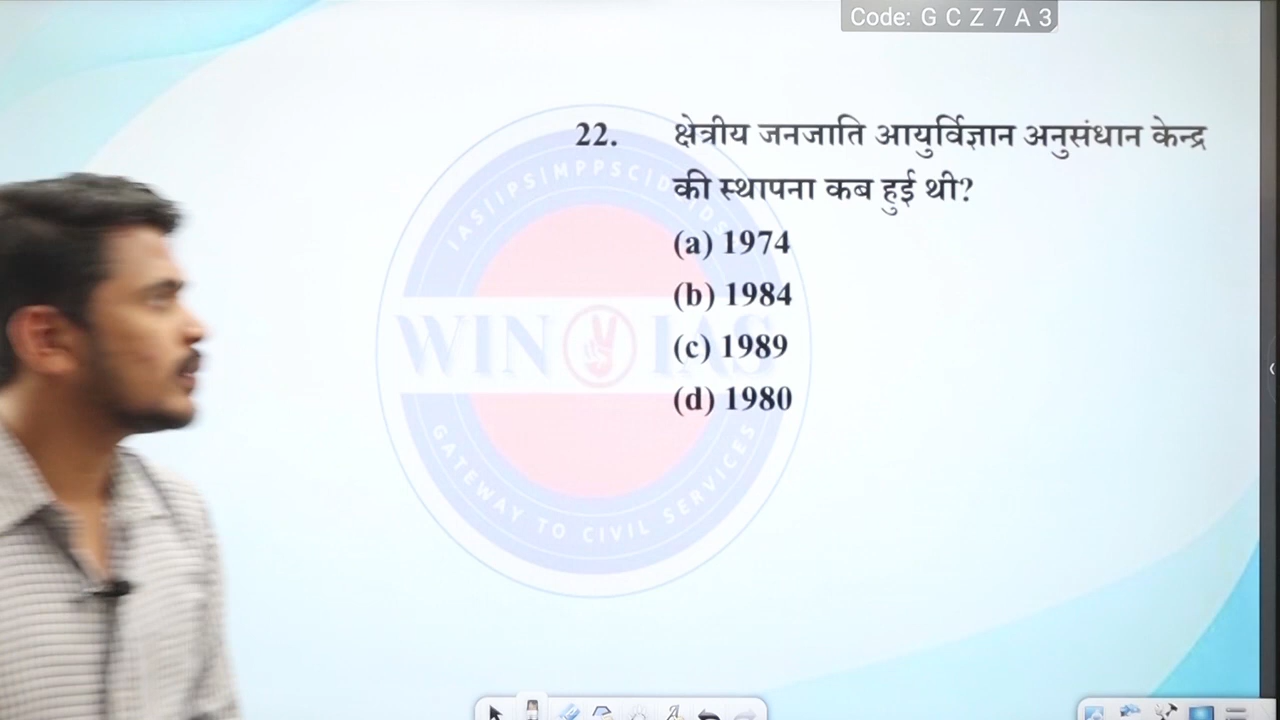 Code: G C Z 7 A 3
22. क्षेत्रीय जनजाति आयुर्विज्ञान अनुसंधान केन्द्र
की स्थापना कब हुई थी?
(a) 1974
(b) 1984
(c) 1989
(d) 1980
WIN IAS
GATEWAY TO CIVIL SERVICES